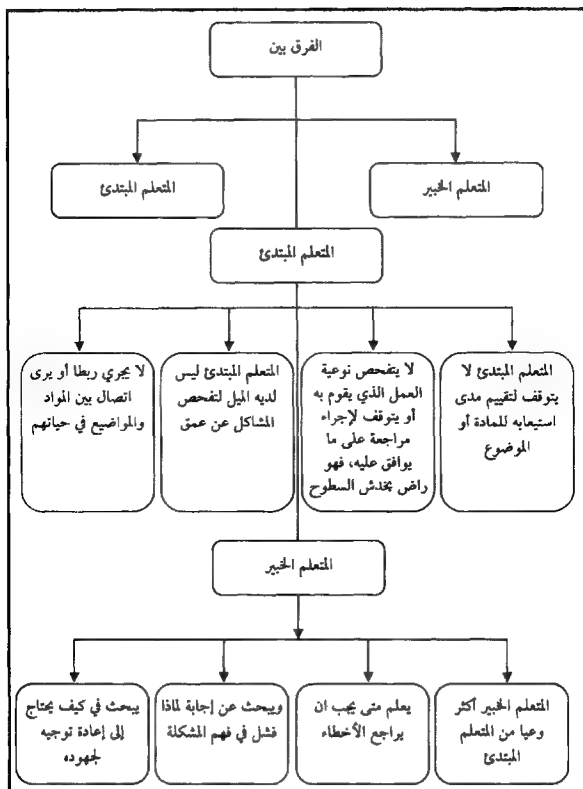 الفرق بين
المتعلم الخبير
المتعلم المبتدئ
المتعلم المبتدئ
المتعلم المبتدئ لا
يتوقف لتقييم مدى
استيعابه للمادة أو
الموضوع
لا يتفحص نوعية
العمل الذي يقوم به
أو يتوقف لإجراء
مراجعة على ما
يوافق عليه، فهو
راض بخدش السطوح
المتعلم المبتدئ ليس
لديه الميل لتفحص
المشاكل عن عمق
لا يجري ربطا أو يرى
اتصال بين المواد
والمواضيع في حياتهم
المتعلم الخبير
المتعلم الخبير أكثر
وعيا من المتعلم
المبتدئ
يعلم متى يجب ان
يراجع الأخطاء
ويبحث عن إجابة لماذا
فشل في فهم المشكلة
يبحث في كيف يحتاج
إلى إعادة توجيه
لجهوده